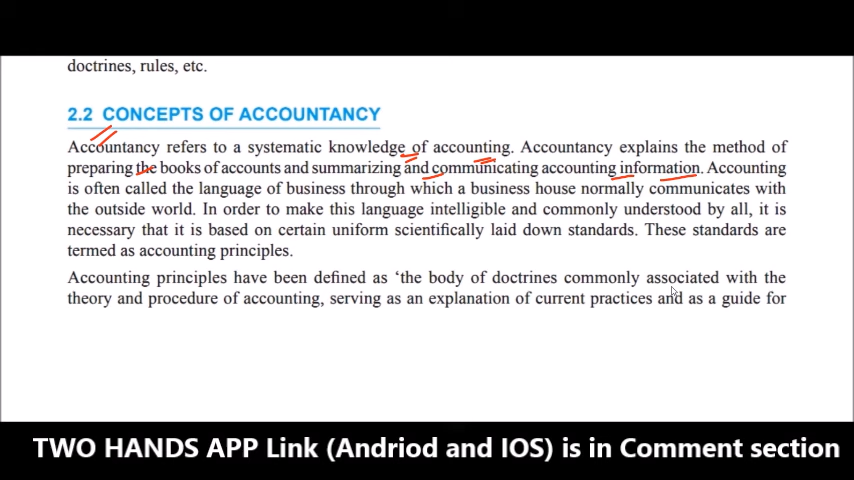 doctrines, rules, etc.
2.2 CONCEPTS OF ACCOUNTANCY
Accountancy refers to a systematic knowledge of accounting. Accountancy explains the method of
preparing the books of accounts and summarizing and communicating accounting information. Accounting
is often called the language of business through which a business house normally communicates with
the outside world. In order to make this language intelligible and commonly understood by all, it is
necessary that it is based on certain uniform scientifically laid down standards. These standards are
termed as accounting principles.
Accounting principles have been defined as ‘the body of doctrines commonly associated with the
theory and procedure of accounting, serving as an explanation of current practices and as a guide for
TWO HANDS APP Link (Andriod and IOS) is in Comment section